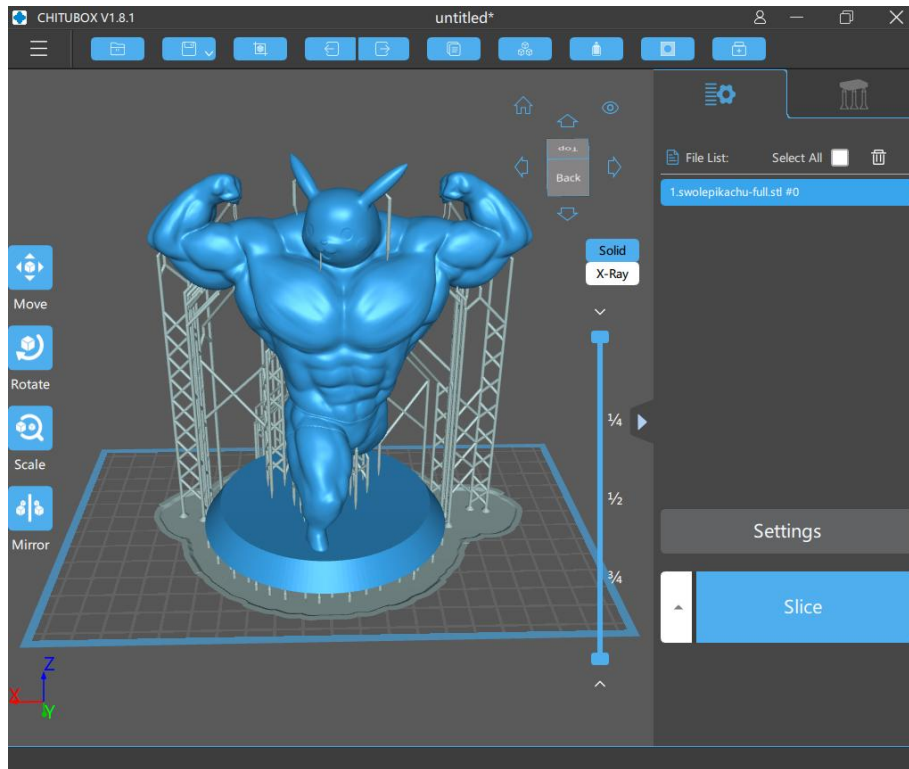 CHITUBOX V1.8.1
untitled*
Top
Back
File List:
Select All
1.swolepikachu-full.stl #0
Solid
X-Ray
Move
Rotate
Scale
Mirror
¼
½
¾
Settings
Slice
Z
X
Y